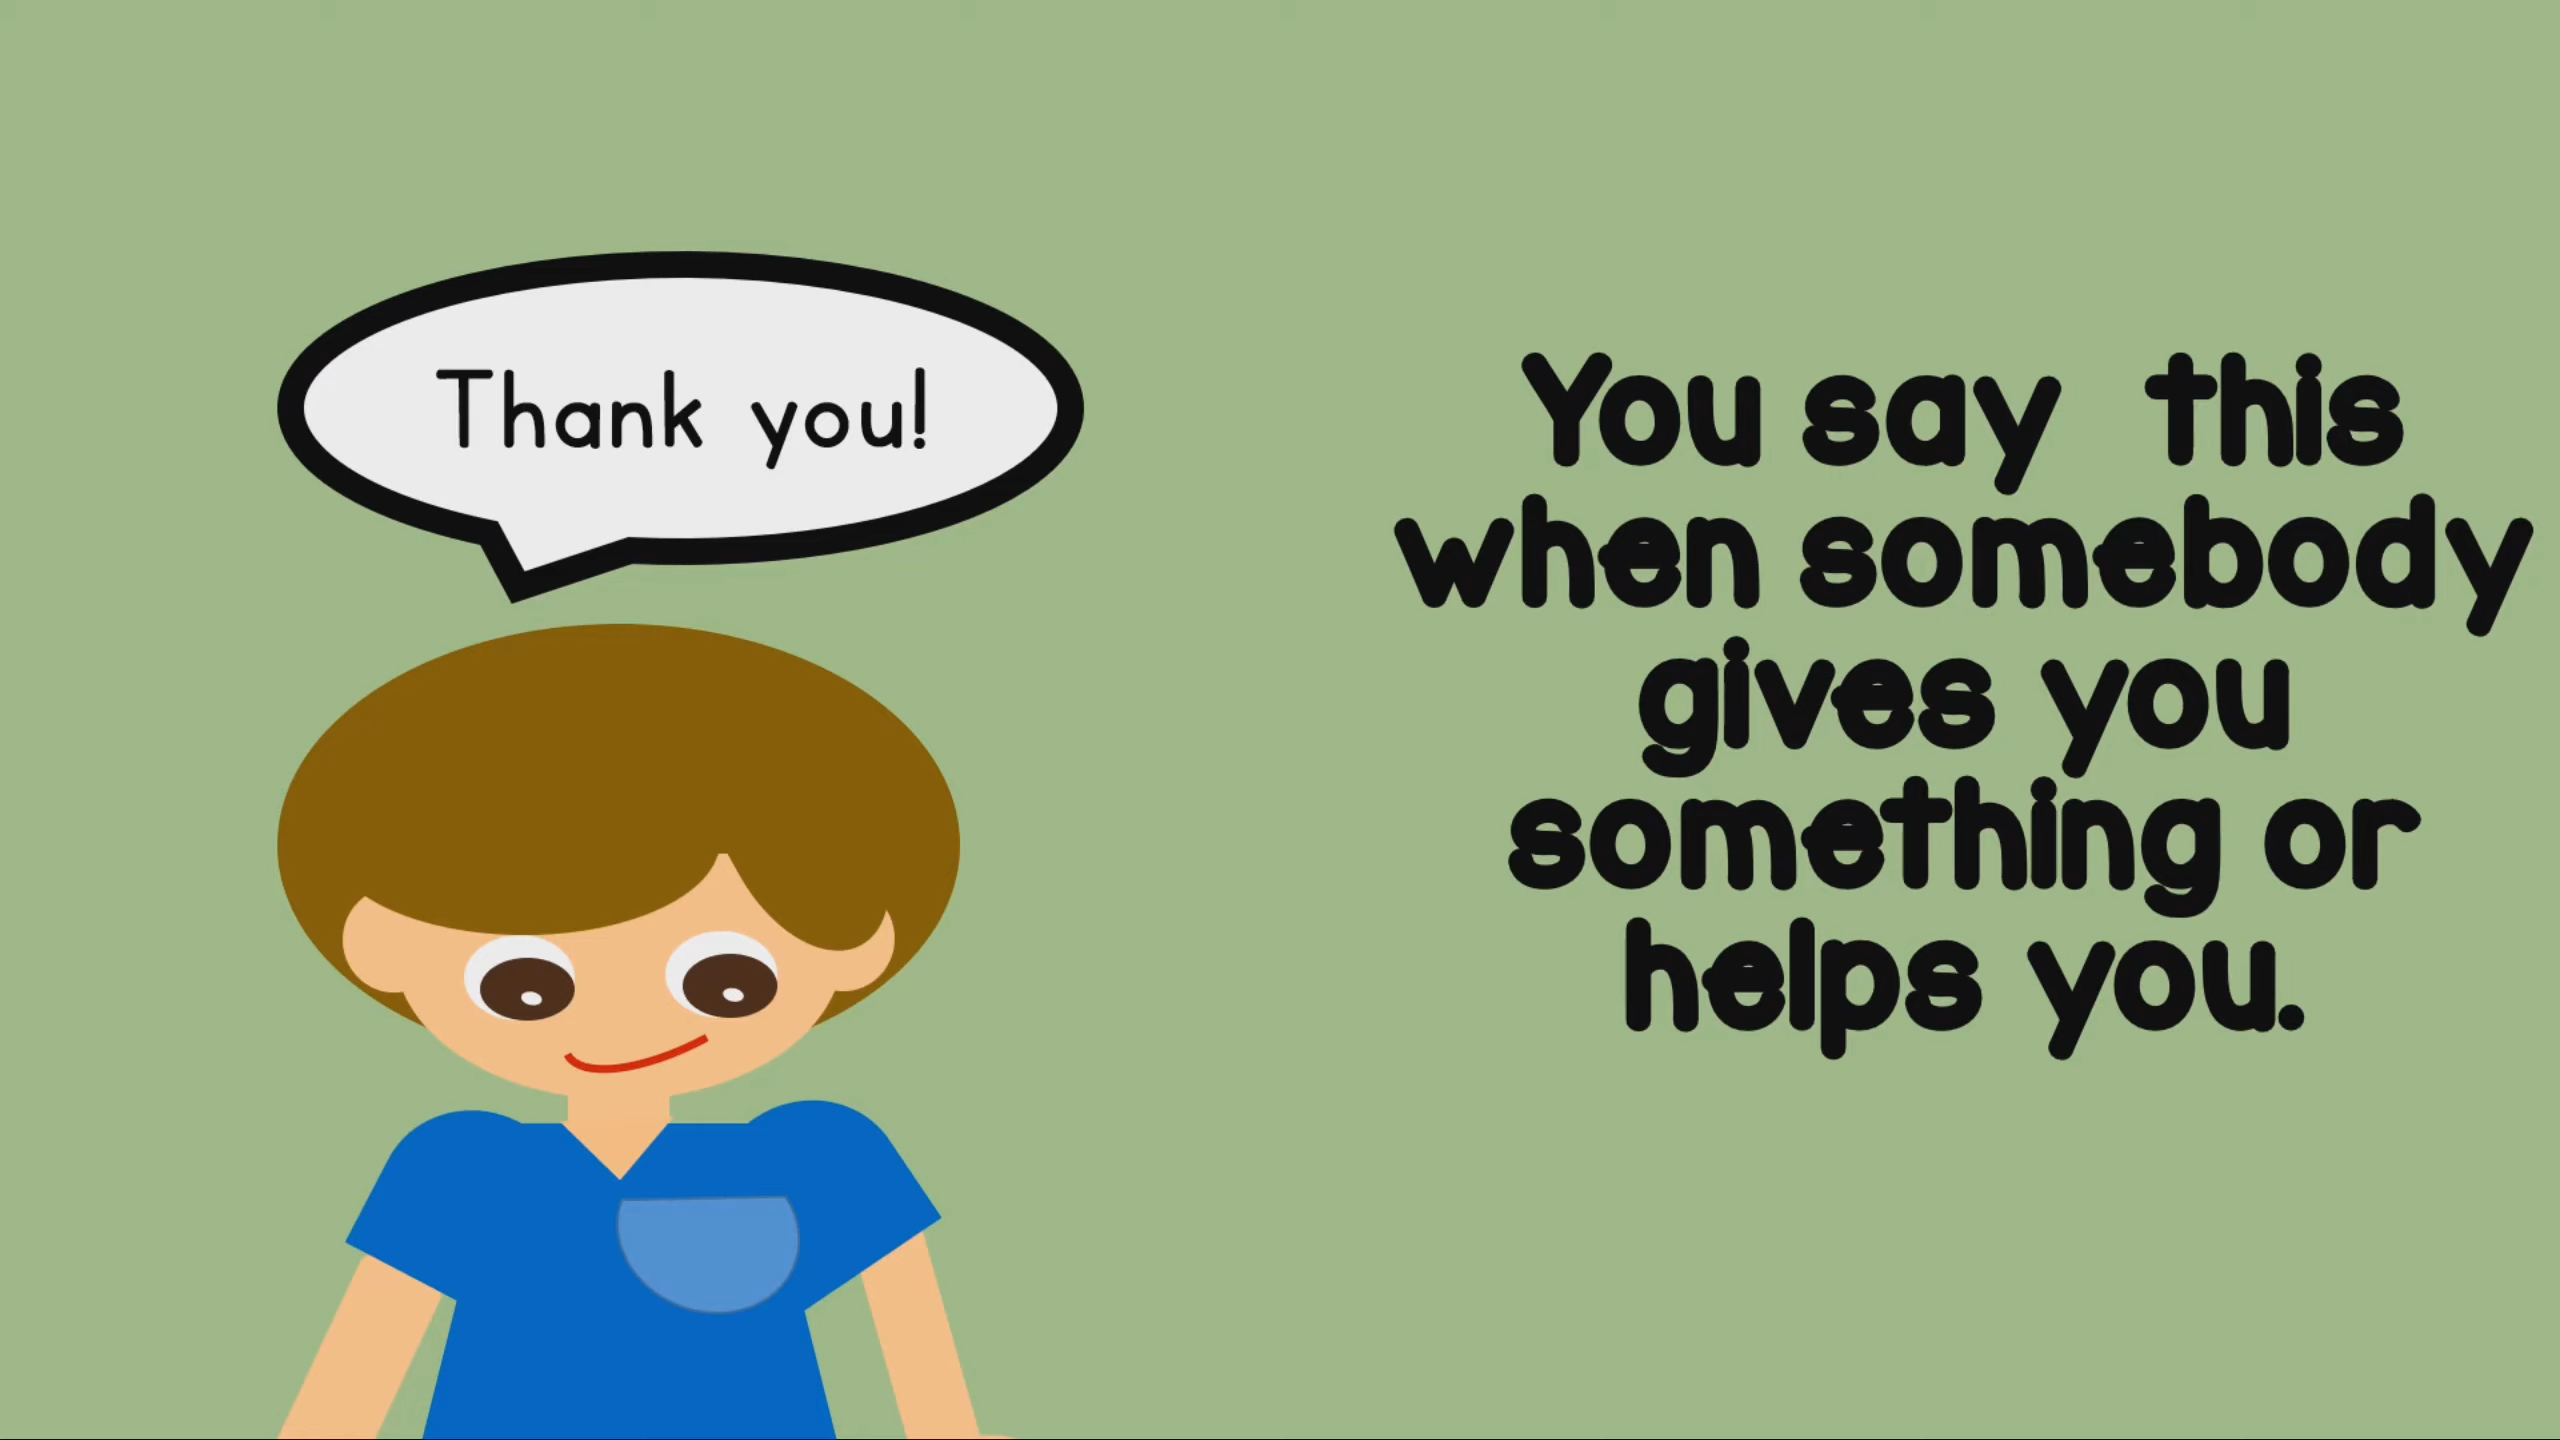 Thank you!
You say this
when somebody
gives you
something or
helps you.